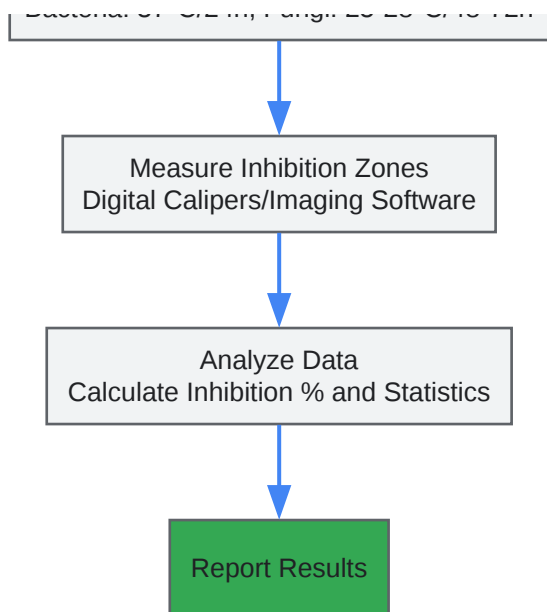 Measure Inhibition Zones
Digital Calipers/Imaging Software
Analyze Data
Calculate Inhibition % and Statistics
Report Results